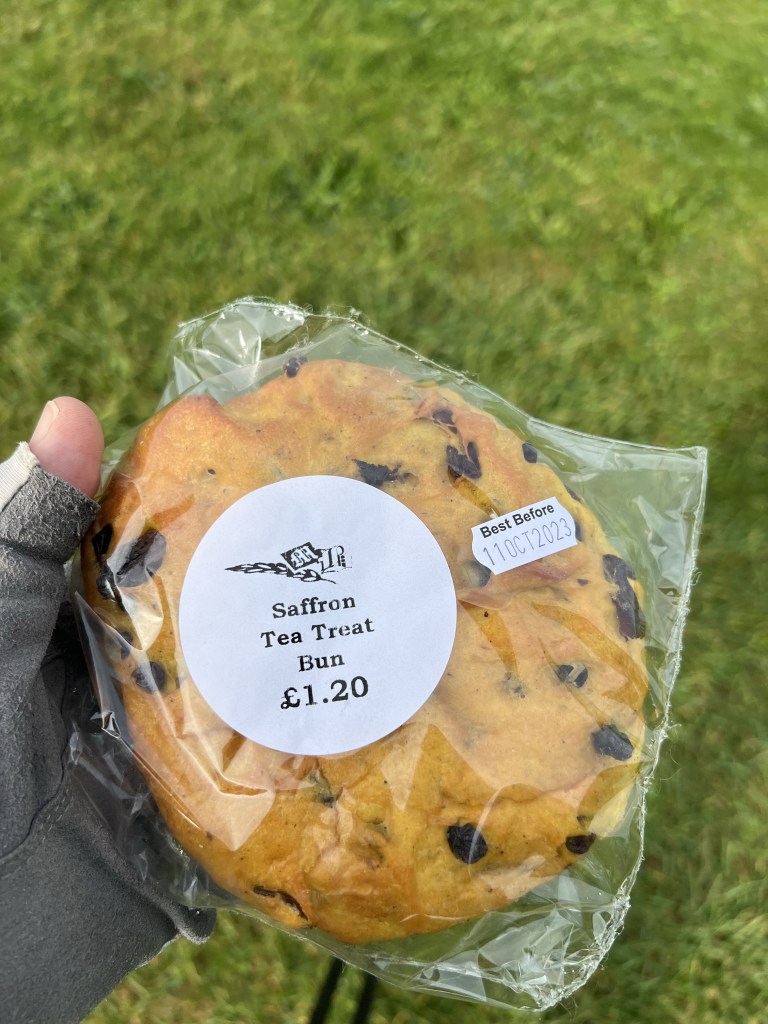 Saffron
Tea Treat
Bun
£1.20
Best Before
11OCT2023